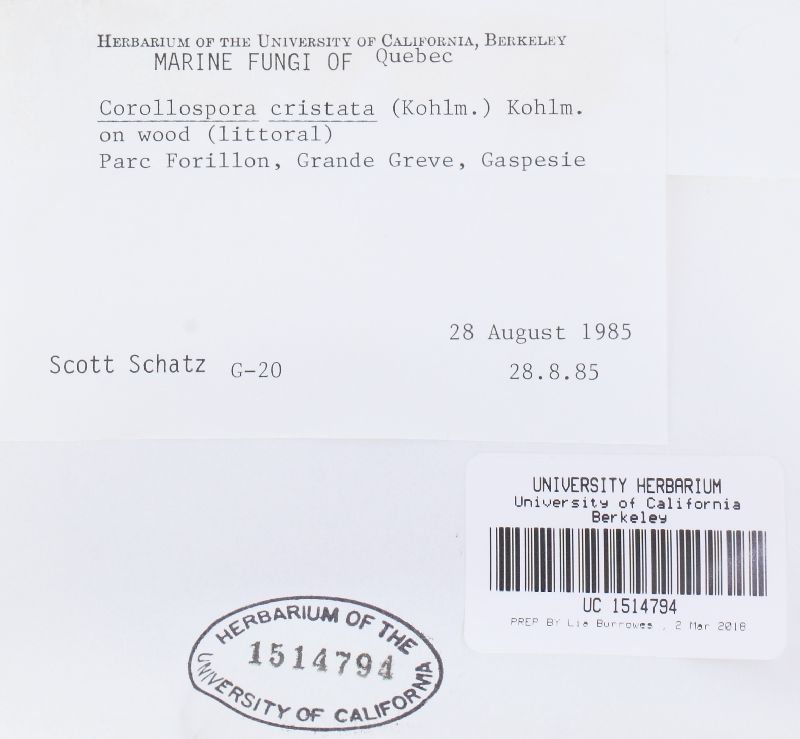 HERBARIUM OF THE UNIVERSITY OF CALIFORNIA, BERKELEY
MARINE FUNGI OF Quebec
Corollospora cristata (Kohlm.) Kohlm.
on wood (littoral)
Parc Forillon, Grande Greve, Gaspesie
28 August 1985
Scott Schatz G-20 28.8.85
UNIVERSITY HERBARIUM
University of California
Berkeley
UC 1514794
PREP BY Lia Burrowes , 2 Mar 2018
HERBARIUM OF THE
1514794
UNIVERSITY OF CALIFORNIA